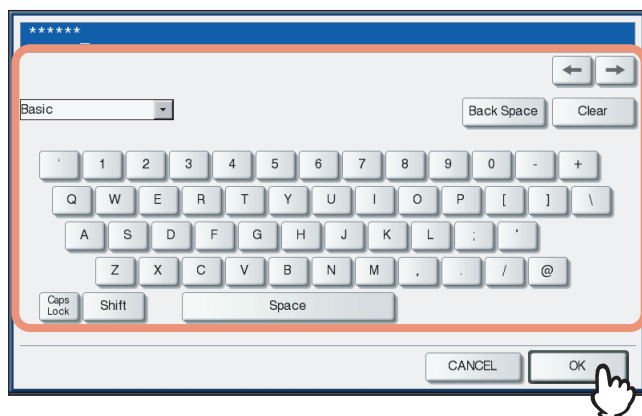 ******_
← →
Basic Back Space Clear
` 1 2 3 4 5 6 7 8 9 0 - +
Q W E R T Y U I O P [ ] \
A S D F G H J K L ; '
Z X C V B N M , . / @
Caps Lock Shift Space
CANCEL OK